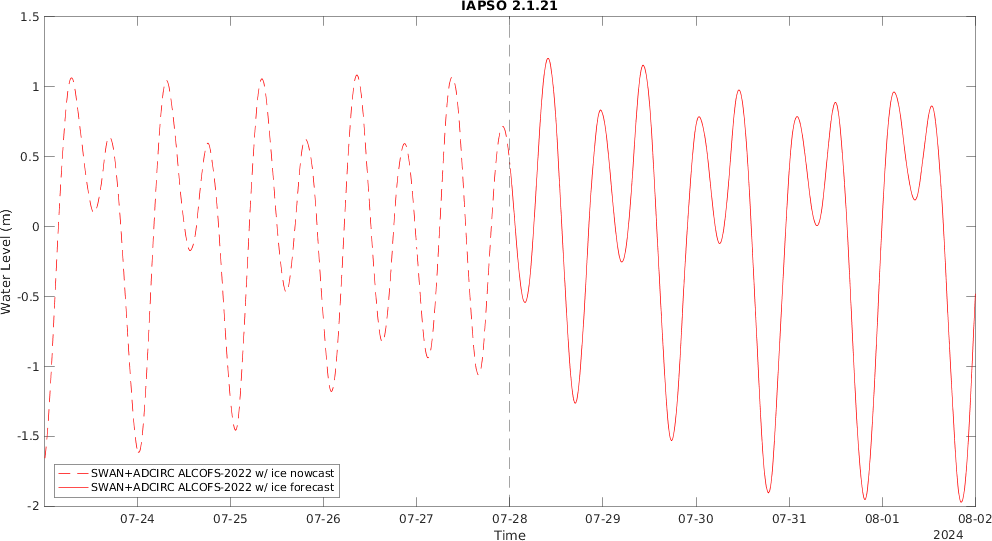 IAPSO 2.1.21
1.5
1
0.5
0
-0.5
-1
-1.5
-2
Water Level (m)
SWAN+ADCIRC ALCOFS-2022 w/ ice nowcast
SWAN+ADCIRC ALCOFS-2022 w/ ice forecast
07-24 07-25 07-26 07-27 07-28 07-29 07-30 07-31 08-01 08-02
Time
2024